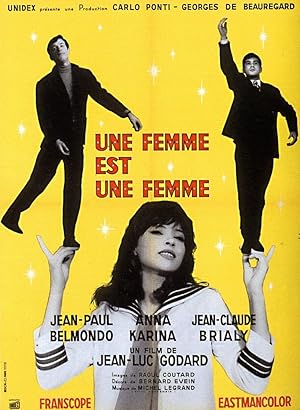 UNIDEX présente une Production CARLO PONTI - GEORGES DE BEAUREGARD
UNE FEMME
EST
UNE FEMME
JEAN-PAUL BELMONDO
ANNA KARINA
JEAN-CLAUDE BRIALY
UN FILM DE
JEAN-LUC GODARD
Images de RAOUL COUTARD
Décors de BERNARD EVEIN
Musique de MICHEL LEGRAND
FRANSCOPE
EASTMANCOLOR